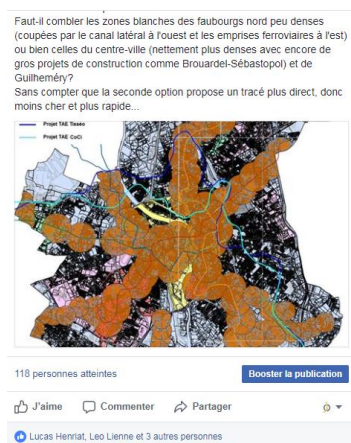 Faut-il combler les zones blanches des faubourgs nord peu denses
(coupées par le canal latéral à l'ouest et les emprises ferroviaires à l'est)
ou bien celles du centre-ville (nettement plus denses avec encore de
gros projets de construction comme Brouardel-Sébastopol) et de
Guilheméry?
Sans compter que la seconde option propose un tracé plus direct, donc
moins cher et plus rapide...
Projet TAE Tisséo
Projet TAE CoCi
118 personnes atteintes
Booster la publication
J'aime
Commenter
Partager
Lucas Henriat, Leo Lienne et 3 autres personnes